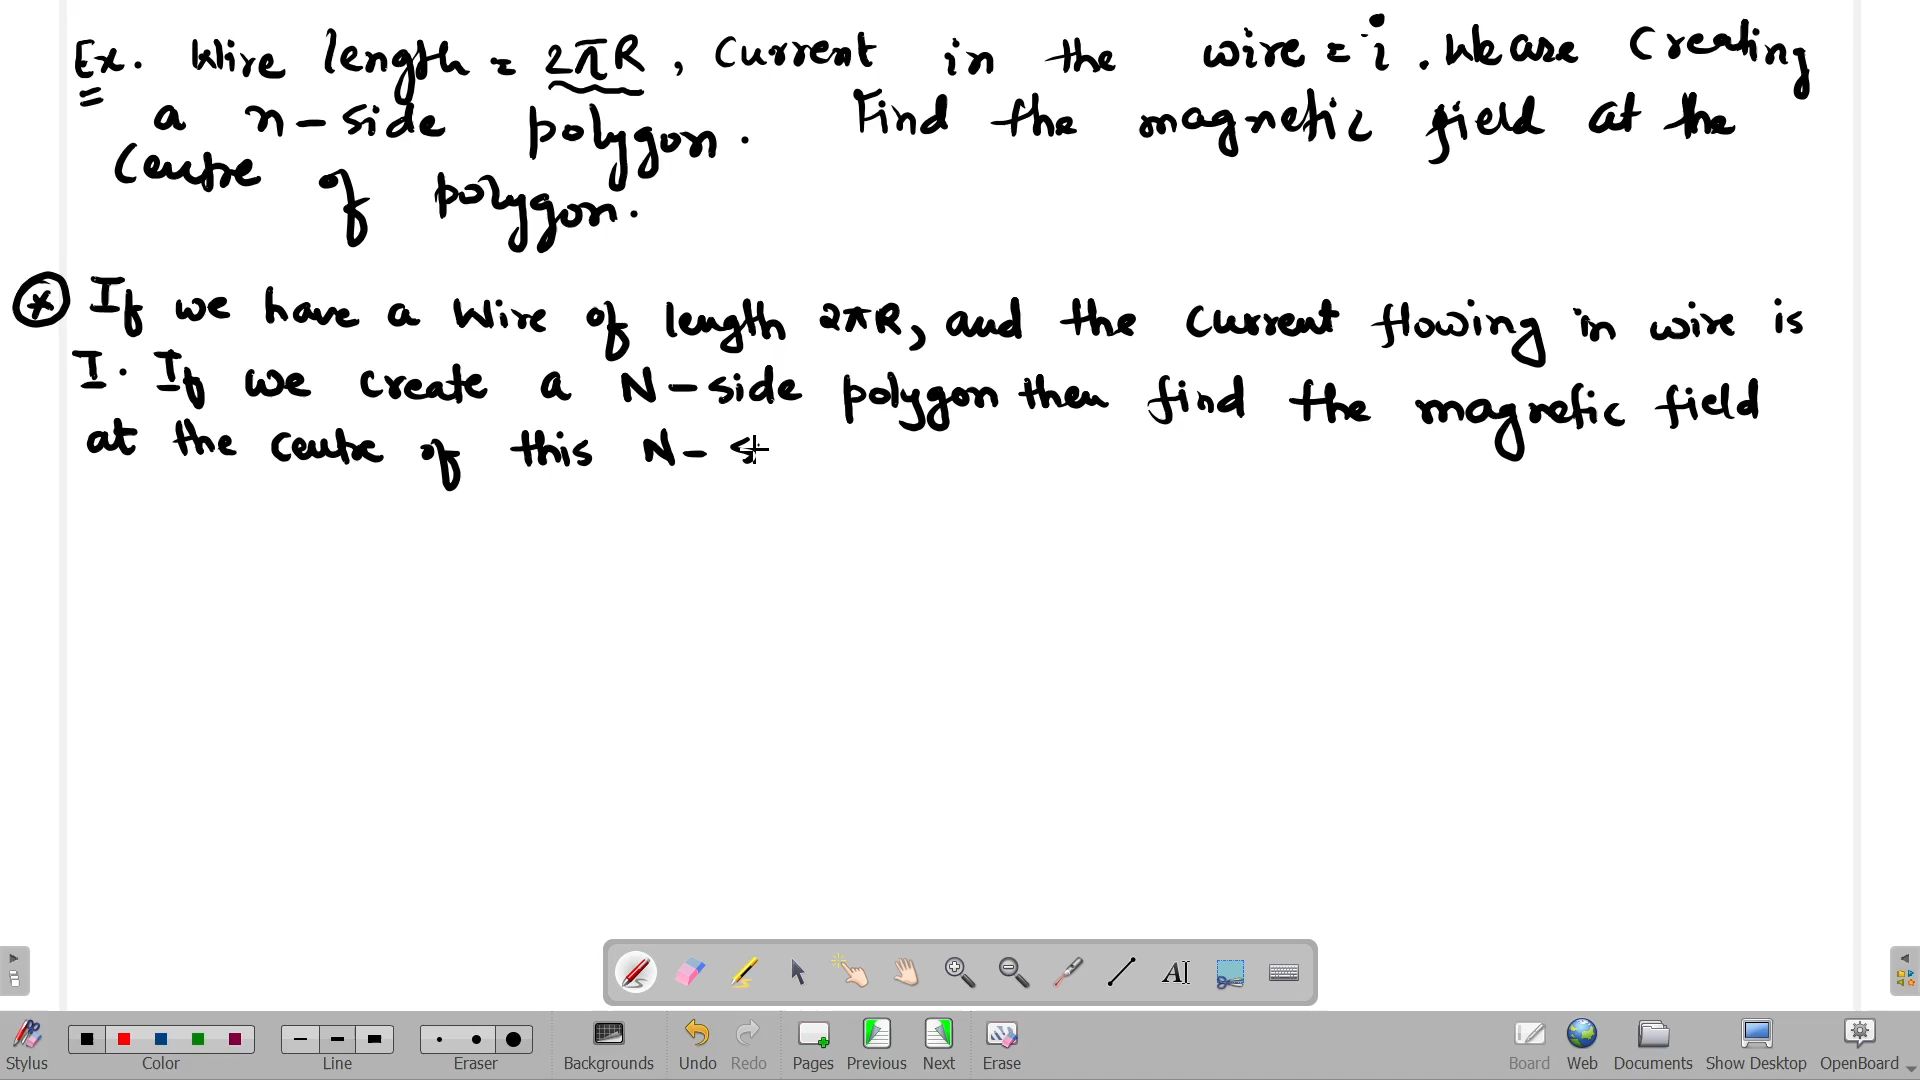 Ex. Wire length = 2πR, Current in the wire = i. We are Creating
a n-side polygon. Find the magnetic field at the
Centre of polygon.
* If we have a Wire of length 2πR, and the Current flowing in wire is
I. If we create a N-side polygon then find the magnetic field
at the centre of this N- s
Stylus
Color
Line
Eraser
Backgrounds
Undo
Redo
Pages
Previous
Next
Erase
Board
Web
Documents
Show Desktop
OpenBoard